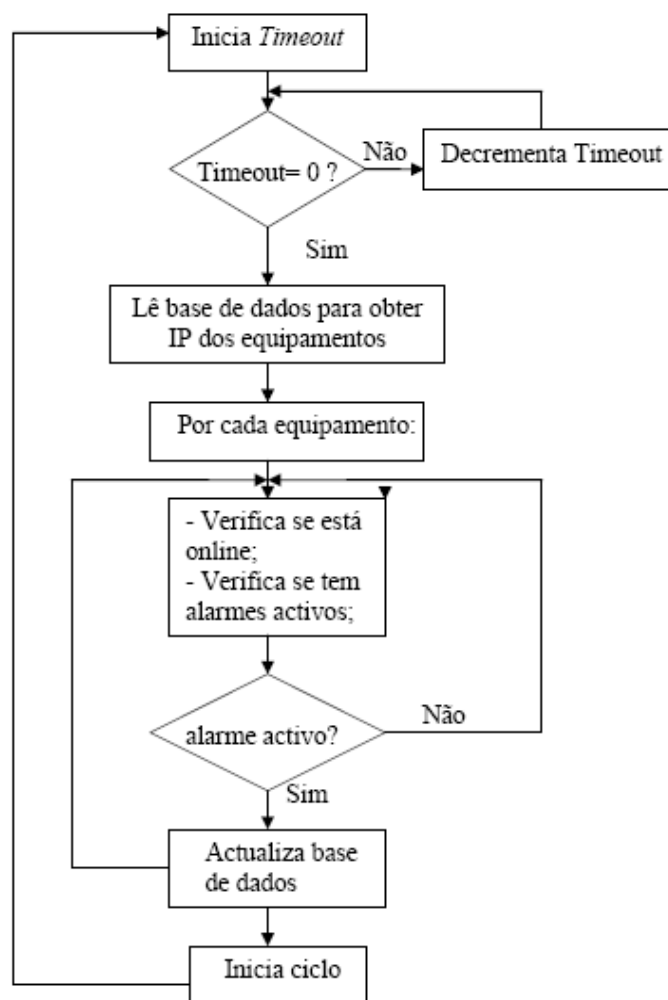 Inicia Timeout
Timeout= 0 ?
Não
Decrementa Timeout
Sim
Lê base de dados para obter
IP dos equipamentos
Por cada equipamento:
- Verifica se está
online;
- Verifica se tem
alarmes activos;
alarme activo?
Não
Sim
Actualiza base
de dados
Inicia ciclo